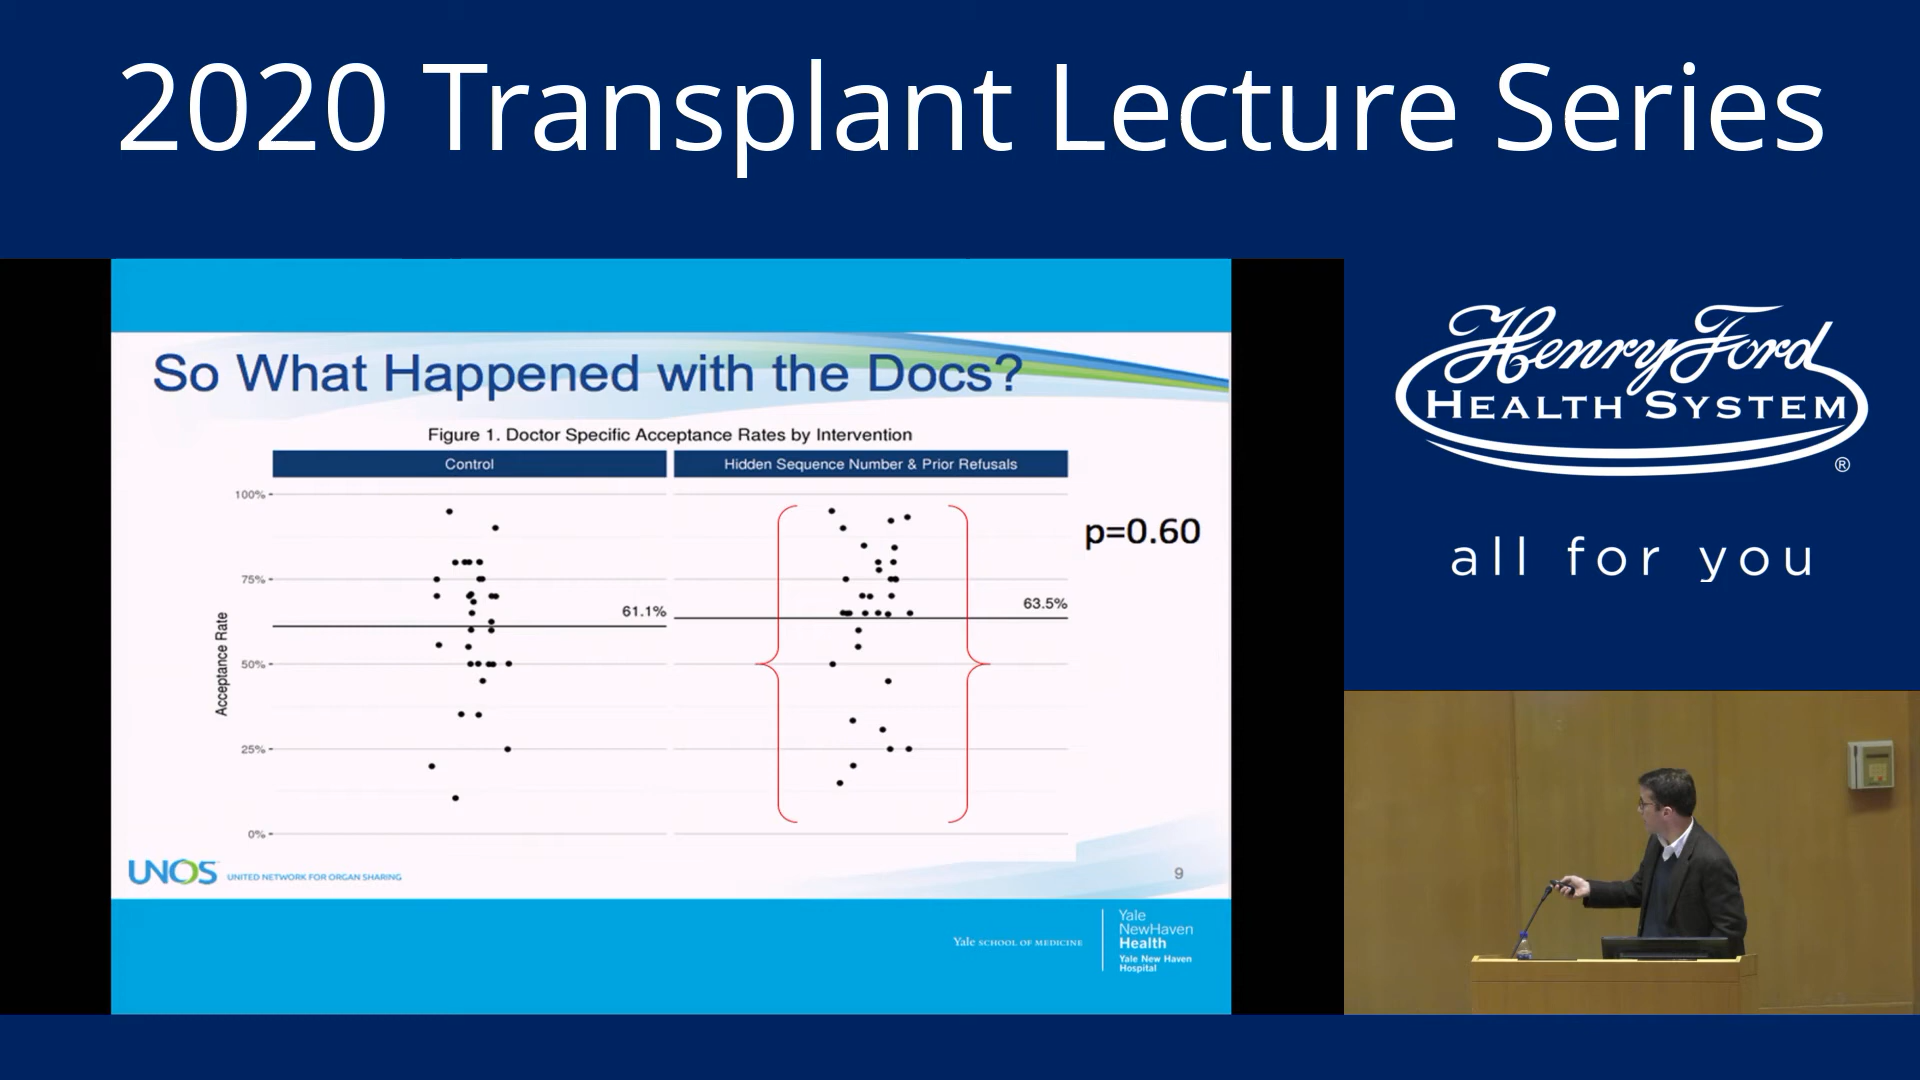 2020 Transplant Lecture Series
So What Happened with the Docs?
Figure 1. Doctor Specific Acceptance Rates by Intervention
Control
Hidden Sequence Number & Prior Refusals
100%
75%
50%
25%
0%
Acceptance Rate
61.1%
63.5%
p=0.60
UNOS UNITED NETWORK FOR ORGAN SHARING
9
Yale SCHOOL OF MEDICINE
Yale
NewHaven
Health
Yale New Haven
Hospital
Henry Ford
HEALTH SYSTEM
®
all for you